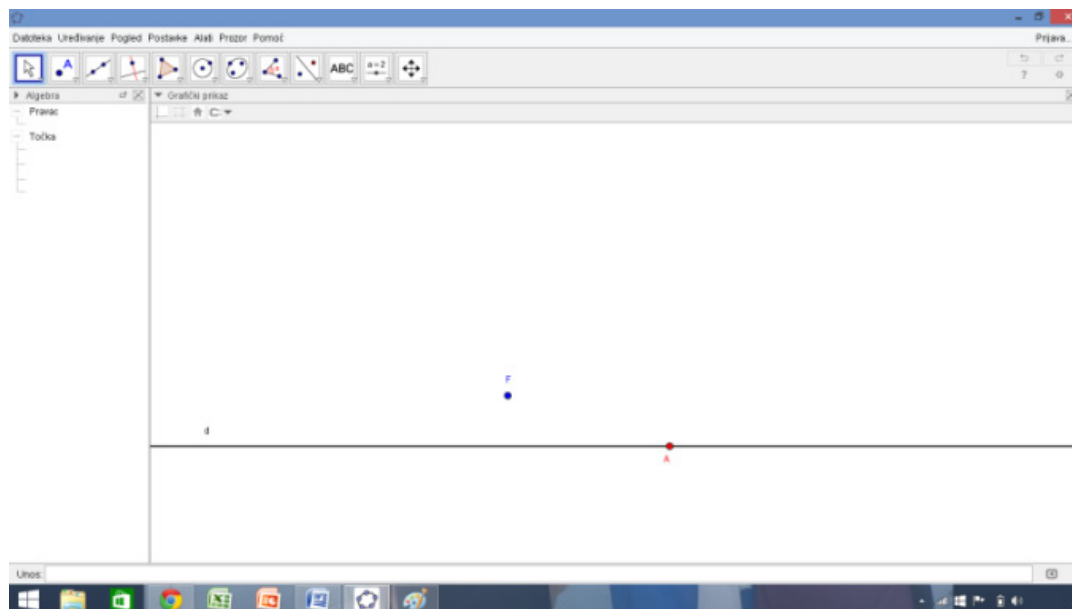 Datoteka Uređivanje Pogled Postavke Alati Prozor Pomoć
Prijava...
A
ABC
a=2
?
Algebra
Grafički prikaz
Pravac
Točka
F
d
A
Unos: